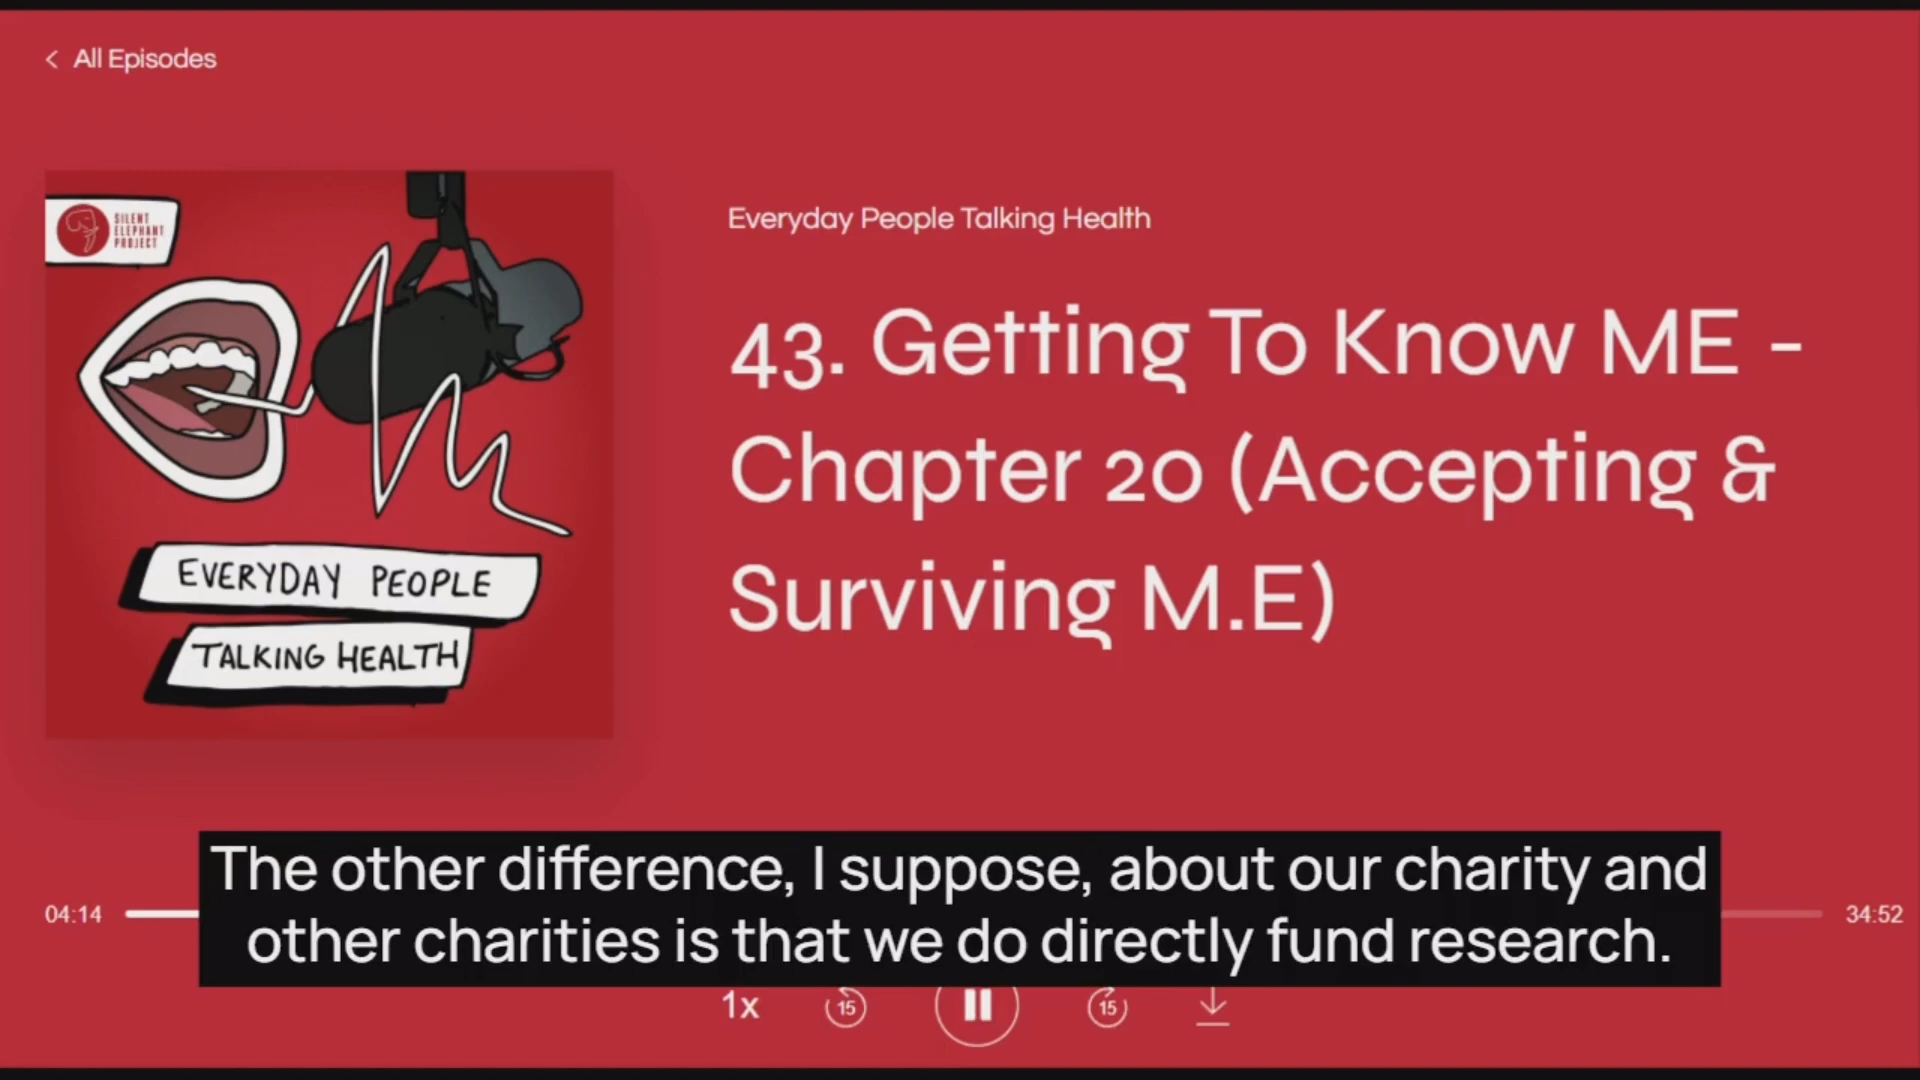 All Episodes
SILENT
ELEPHANT
PROJECT
EVERYDAY PEOPLE
TALKING HEALTH
Everyday People Talking Health
43. Getting To Know ME -
Chapter 20 (Accepting &
Surviving M.E)
The other difference, I suppose, about our charity and
other charities is that we do directly fund research.
04:14
34:52
1x
15
15